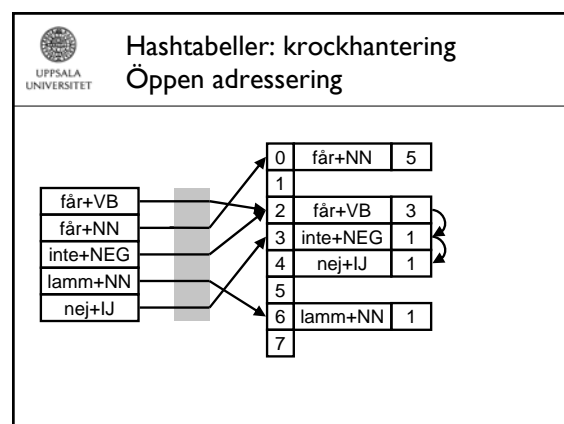 UPPSALA
UNIVERSITET
Hashtabeller: krockhantering
Öppen adressering
får+VB
får+NN
inte+NEG
lamm+NN
nej+IJ
0 får+NN 5
1
2 får+VB 3
3 inte+NEG 1
4 nej+IJ 1
5
6 lamm+NN 1
7